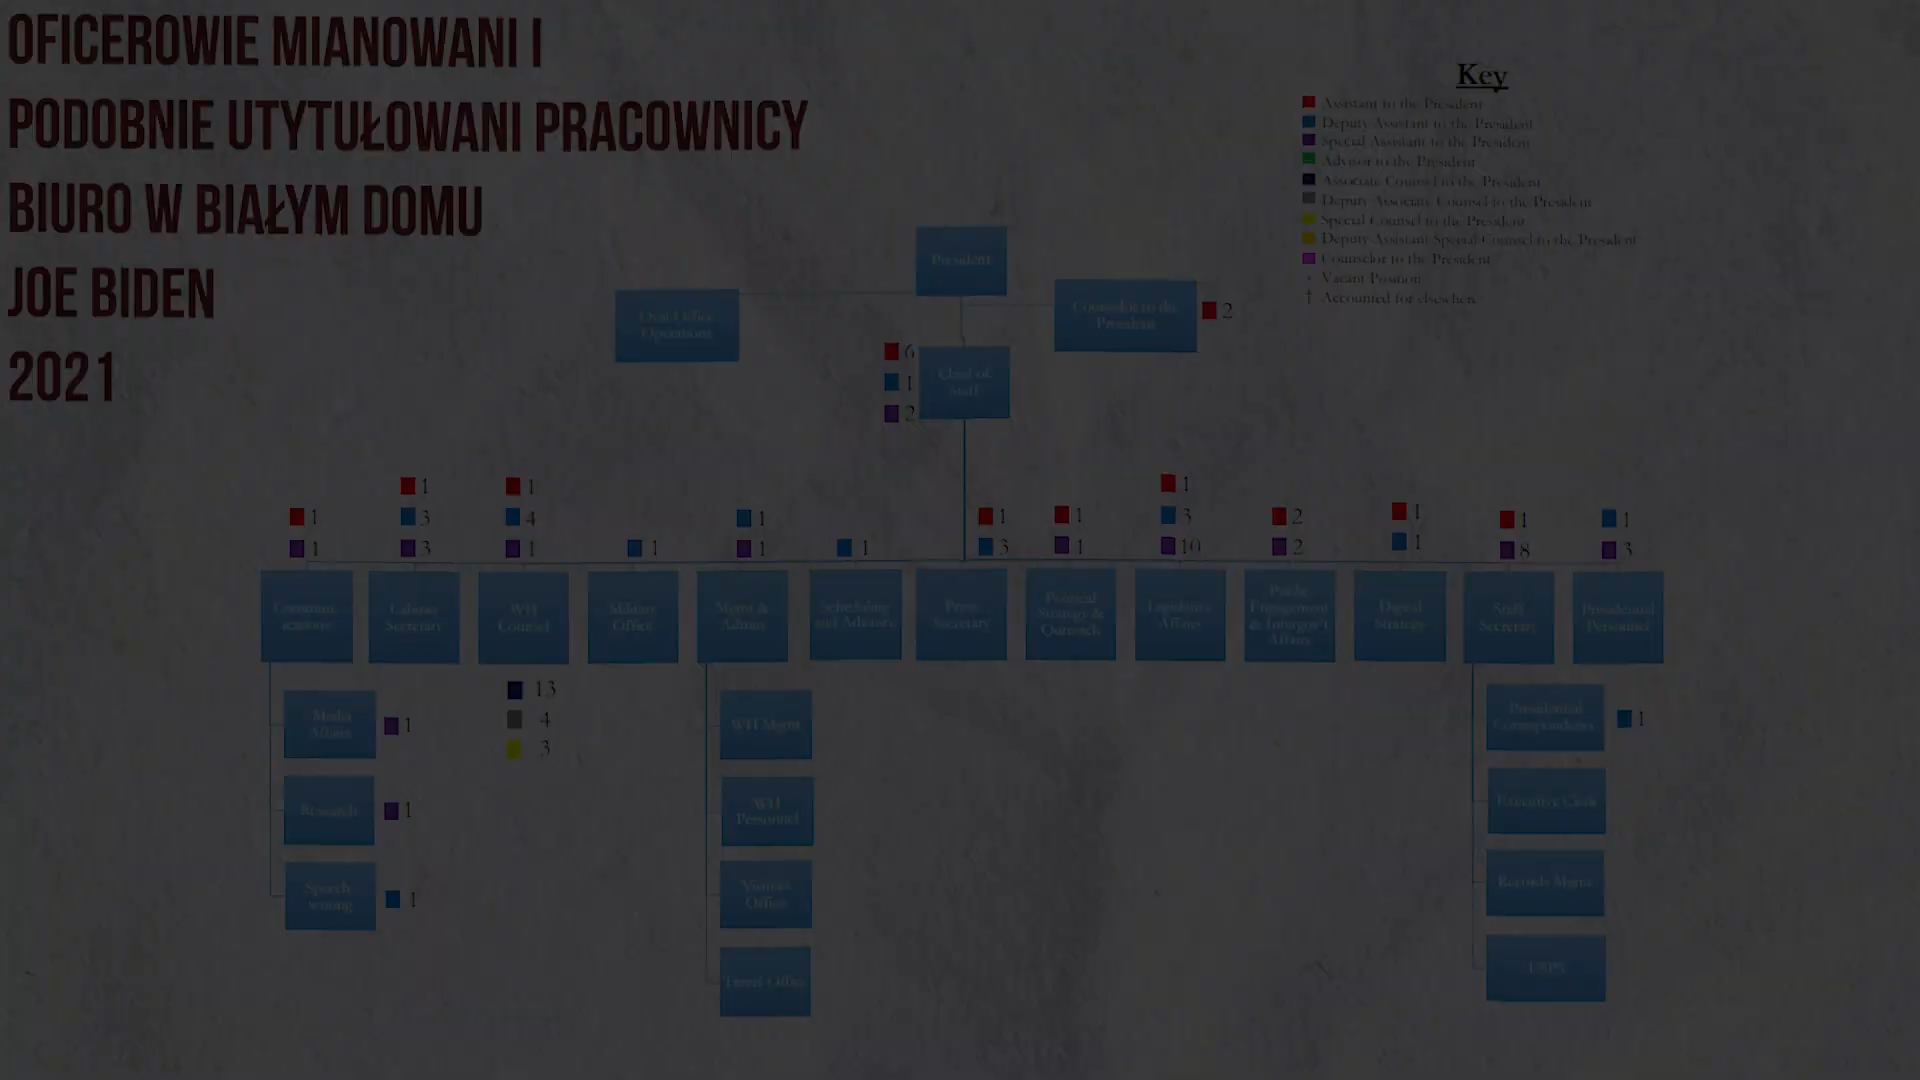 OFICEROWIE MIANOWANI I
PODOBNIE UTYTUŁOWANI PRACOWNICY
BIURO W BIAŁYM DOMU
JOE BIDEN
2021
Key
Assistant to the President
Deputy Assistant to the President
Special Assistant to the President
Advisor to the President
Associate Counsel to the President
Deputy Associate Counsel to the President
Special Counsel to the President
Deputy Assistant Special Counsel to the President
Counselor to the President
* Vacant Position
† Accounted for elsewhere
President
Oval Office
Operations
Counselor to the
President
2
6
1
2
Chief of
Staff
1
1
Commun-
ications
1
3
3
Labour
Secretary
1
4
1
WH
Counsel
1
Military
Office
1
1
Mgmt &
Admin
1
Scheduling
and Advance
1
3
Press
Secretary
1
1
Political
Strategy &
Outreach
1
3
10
Legislative
Affairs
2
2
Public
Engagement
& Intergov't
Affairs
1
1
Digital
Strategy
1
8
Staff
Secretary
1
3
Presidential
Personnel
Media
Affairs
1
Research
1
Speech
writing
1
13
4
3
WH Mgmt
WH
Personnel
Visitors
Office
Travel Office
Presidential
Correspondence
1
Executive Clerk
Records Mgmt